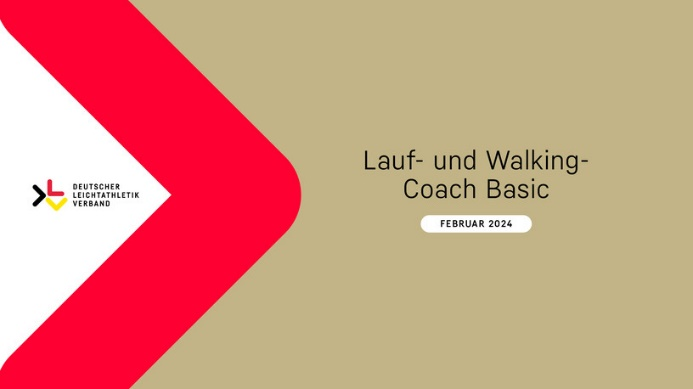 DEUTSCHER
LEICHTATHLETIK
VERBAND
Lauf- und Walking-
Coach Basic
FEBRUAR 2024